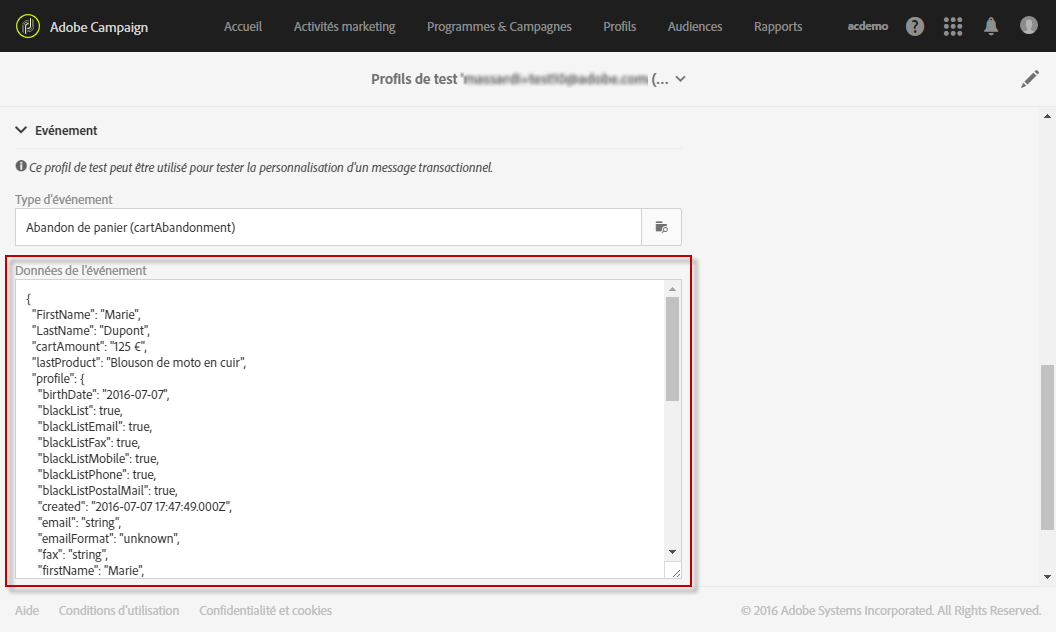 Adobe Campaign Accueil Activités marketing Programmes & Campagnes Profils Audiences Rapports acdemo ?
Profils de test ' (...
Evénement
Ce profil de test peut être utilisé pour tester la personnalisation d'un message transactionnel.
Type d'événement
Abandon de panier (cartAbandonment)
Données de l'événement
{
"FirstName": "Marie",
"LastName": "Dupont",
"cartAmount": "125 €",
"lastProduct": "Blouson de moto en cuir",
"profile": {
"birthDate": "2016-07-07",
"blackList": true,
"blackListEmail": true,
"blackListFax": true,
"blackListMobile": true,
"blackListPhone": true,
"blackListPostalMail": true,
"created": "2016-07-07 17:47:49.000Z",
"email": "string",
"emailFormat": "unknown",
"fax": "string",
"firstName": "Marie",
Aide Conditions d'utilisation Confidentialité et cookies © 2016 Adobe Systems Incorporated. All Rights Reserved.